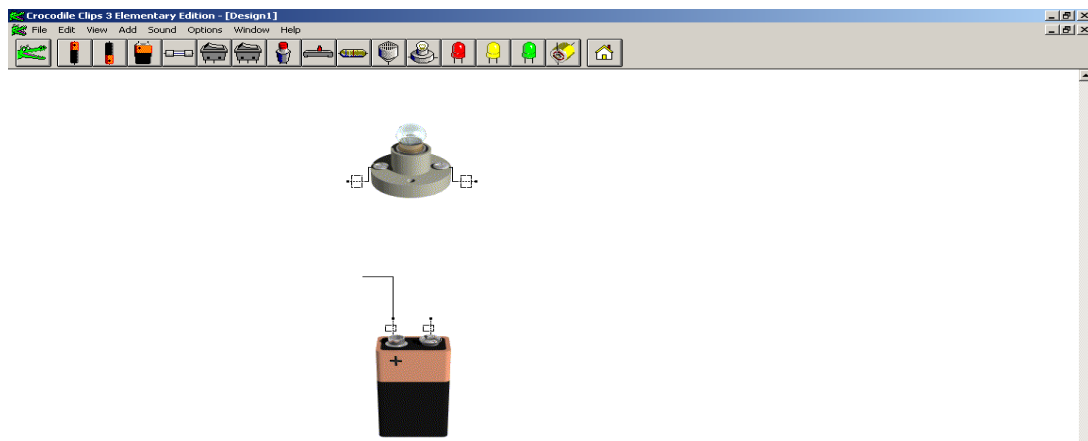 Crocodile Clips 3 Elementary Edition - [Design1]
File Edit View Add Sound Options Window Help
+